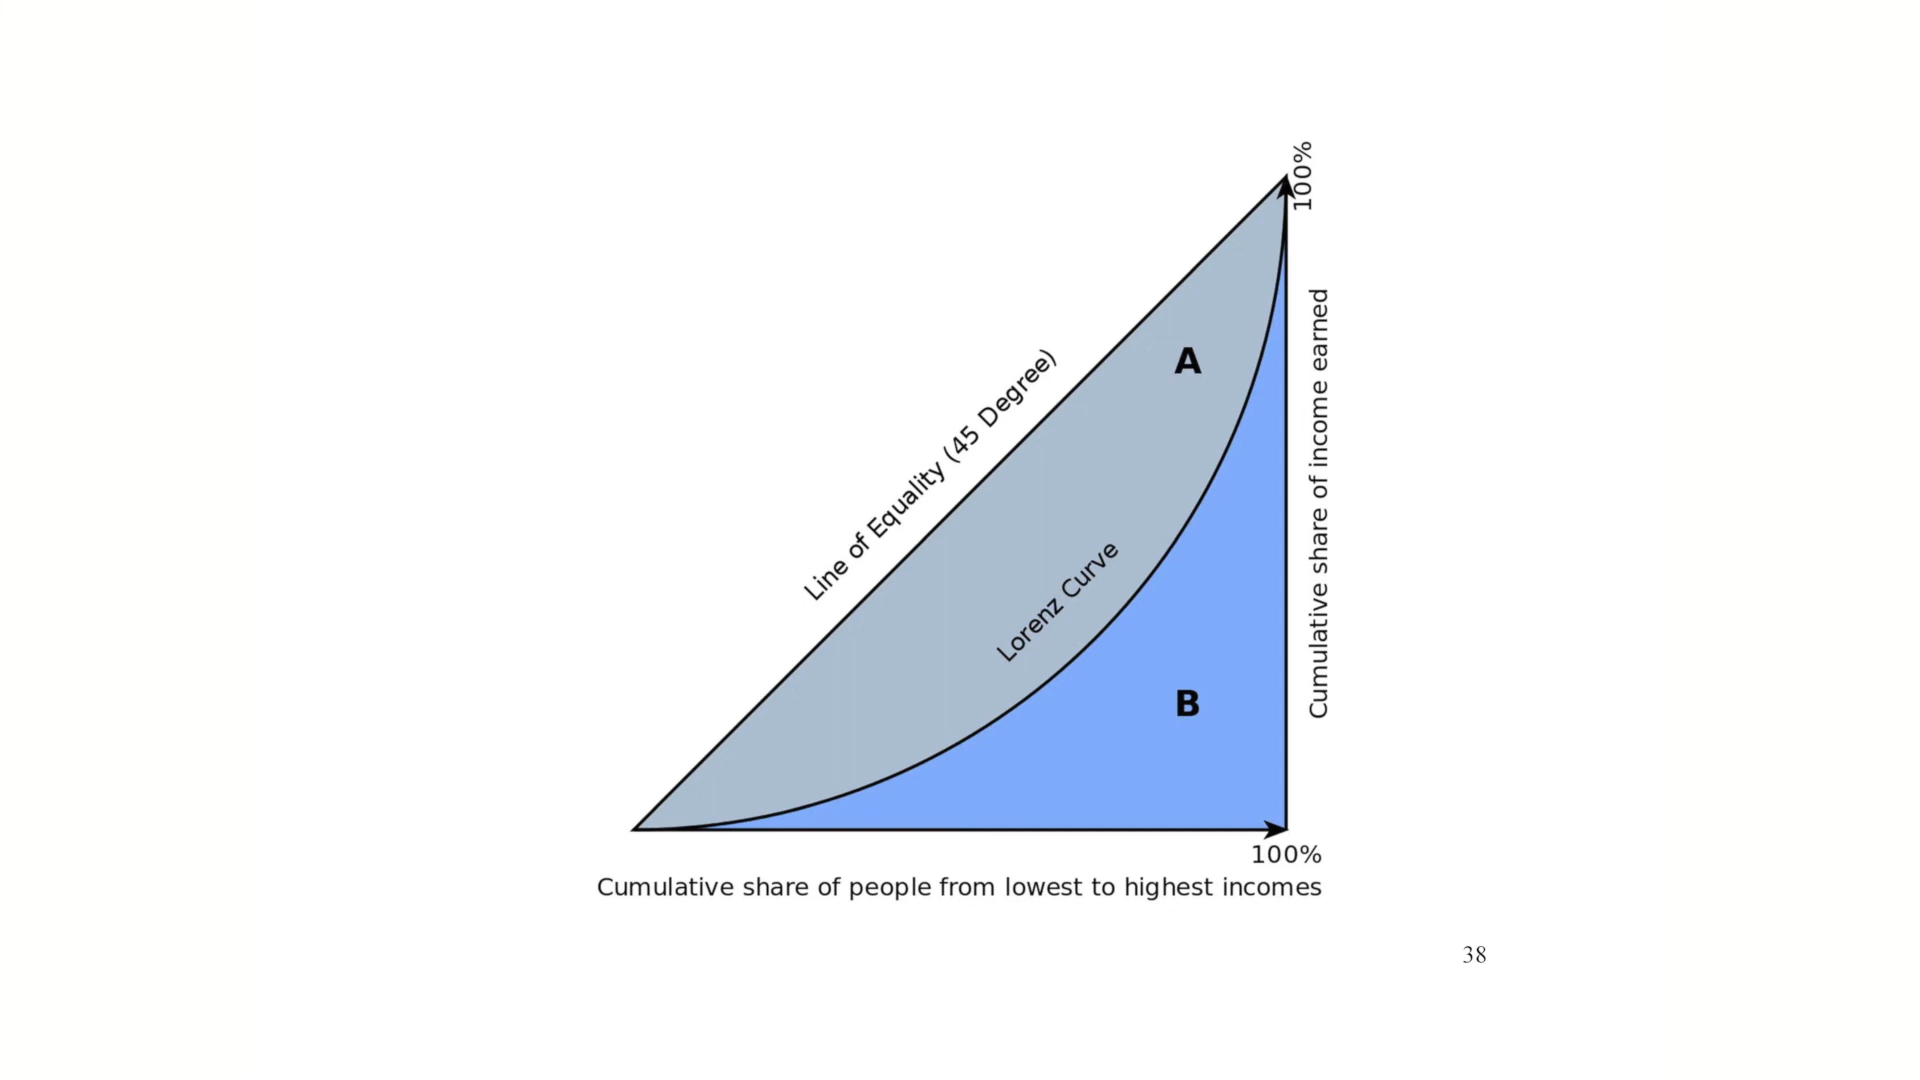 100%
Cumulative share of income earned
A
Line of Equality (45 Degree)
Lorenz Curve
B
100%
Cumulative share of people from lowest to highest incomes
38